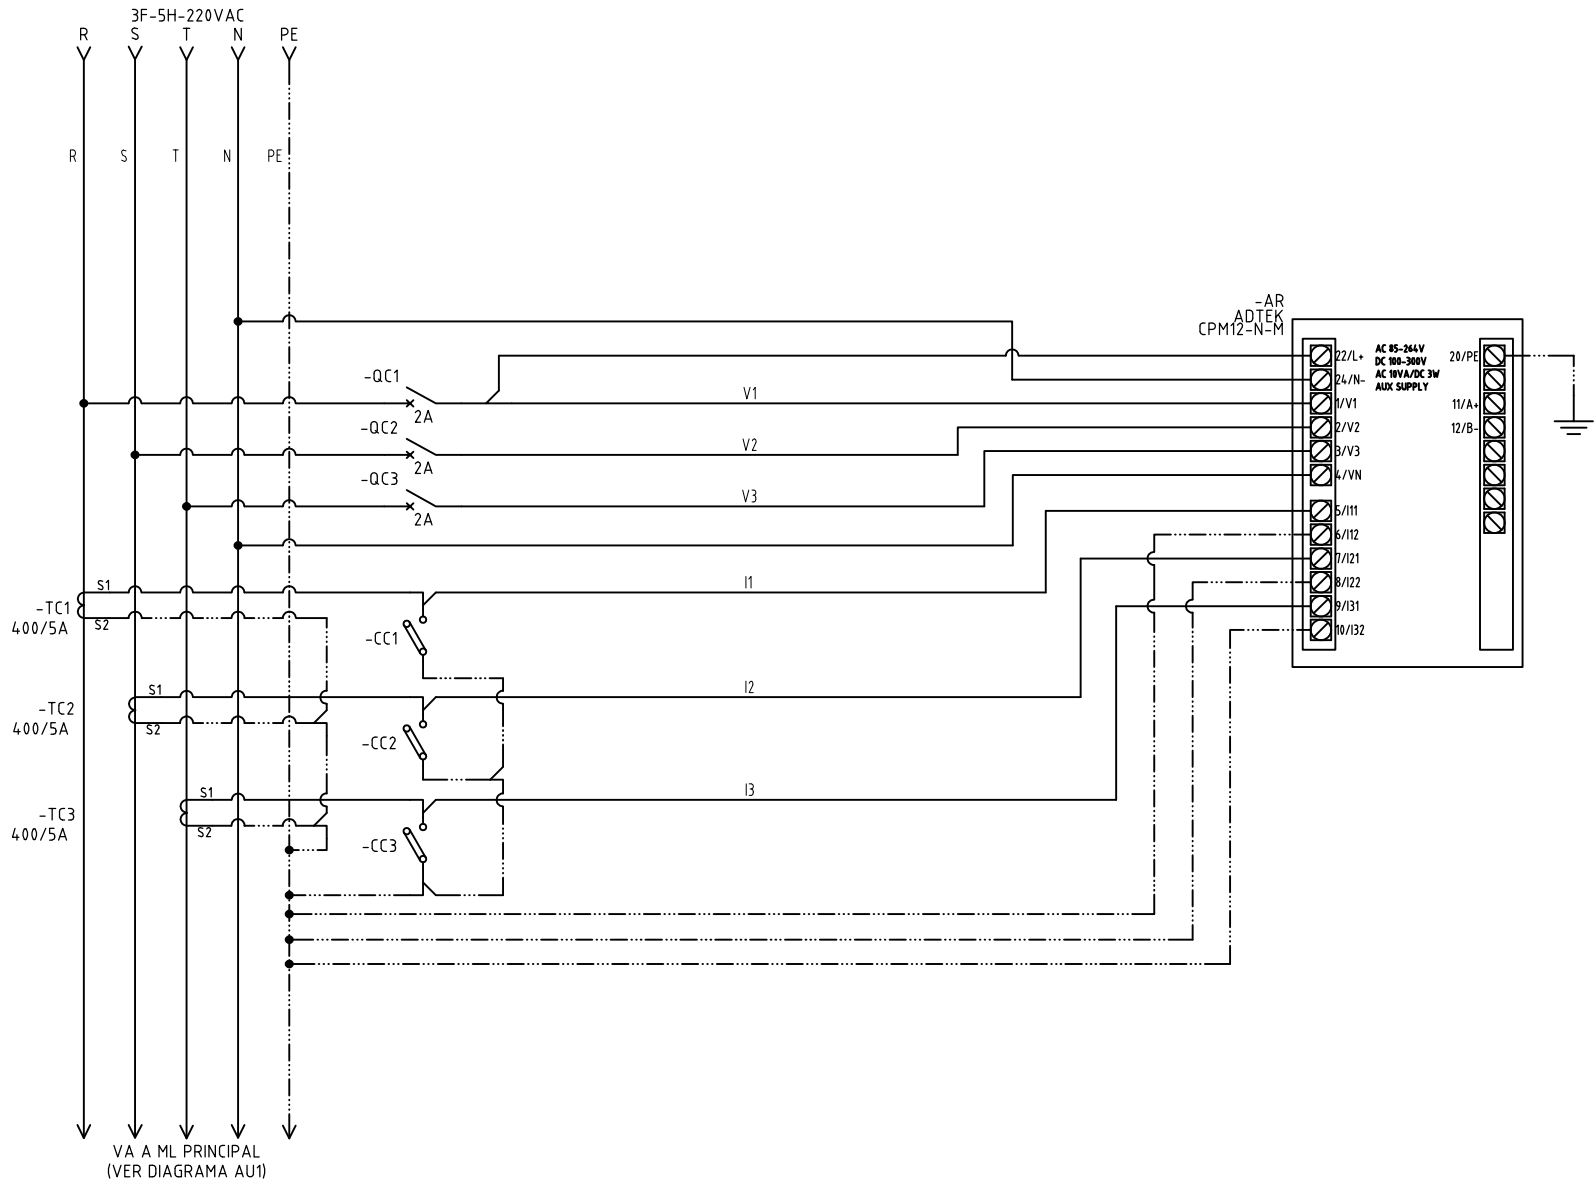 3F-5H-220VAC
R S T N PE
R S T N PE
-AR
ADTEK
CPM12-N-M
22/L+
24/N-
1/V1
2/V2
3/V3
4/VN
5/I11
6/I12
7/I21
8/I22
9/I31
10/I32
AC 85-264V
DC 100-300V
AC 10VA/DC 3W
AUX SUPPLY
20/PE
11/A+
12/B-
-QC1
2A
V1
-QC2
2A
V2
-QC3
2A
V3
S1
-TC1
400/5A
S2
-CC1
I1
S1
-TC2
400/5A
S2
-CC2
I2
S1
-TC3
400/5A
S2
-CC3
I3
VA A ML PRINCIPAL
(VER DIAGRAMA AU1)